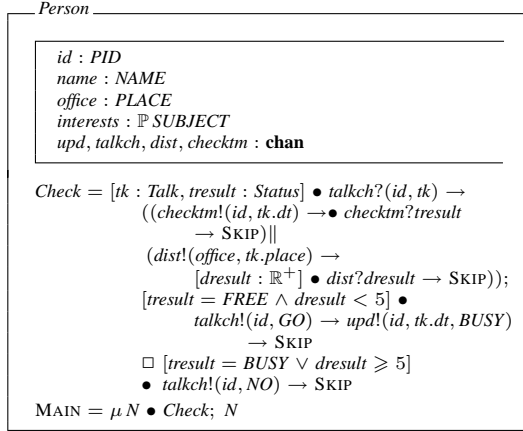 Person
id : PID
name : NAME
office : PLACE
interests : ℙ SUBJECT
upd, talkch, dist, checktm : chan
Check = [tk : Talk, tresult : Status] • talkch?(id, tk) →
((checktm!(id, tk.dt) →• checktm?tresult
→ SKIP)‖
(dist!(office, tk.place) →
[dresult : ℝ⁺] • dist?dresult → SKIP));
[tresult = FREE ∧ dresult < 5] •
talkch!(id, GO) → upd!(id, tk.dt, BUSY)
→ SKIP
□ [tresult = BUSY ∨ dresult ⩾ 5]
• talkch!(id, NO) → SKIP
MAIN = μ N • Check; N